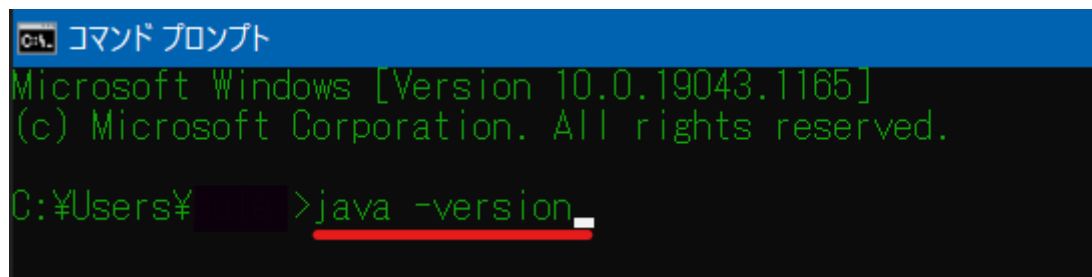 コマンド プロンプト
Microsoft Windows [Version 10.0.19043.1165]
(c) Microsoft Corporation. All rights reserved.
C:¥Users¥ >java -version